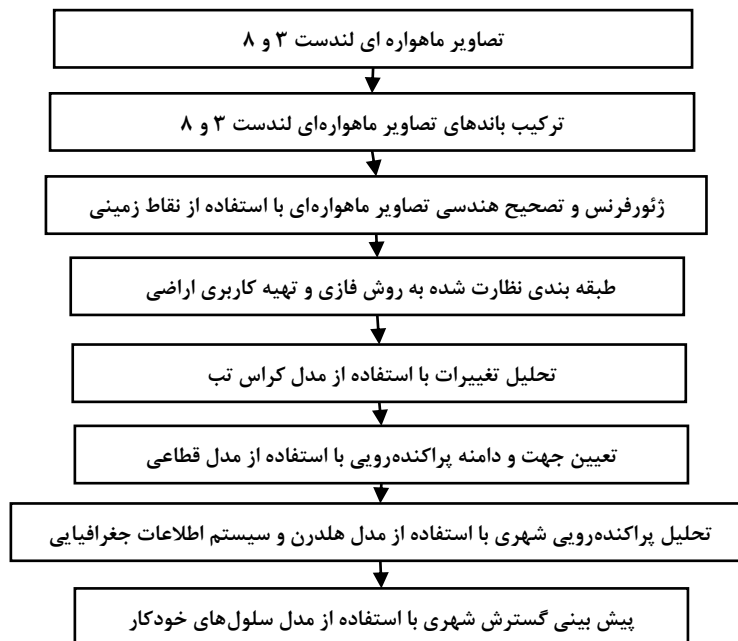 تصاویر ماهواره ای لندست ۳ و ۸
ترکیب باندهای تصاویر ماهواره‌ای لندست ۳ و ۸
ژئورفرنس و تصحیح هندسی تصاویر ماهواره‌ای با استفاده از نقاط زمینی
طبقه بندی نظارت شده به روش فازی و تهیه کاربری اراضی
تحلیل تغییرات با استفاده از مدل کراس تب
تعیین جهت و دامنه پراکنده‌رویی با استفاده از مدل قطاعی
تحلیل پراکنده‌رویی شهری با استفاده از مدل هلدرن و سیستم اطلاعات جغرافیایی
پیش بینی گسترش شهری با استفاده از مدل سلول‌های خودکار